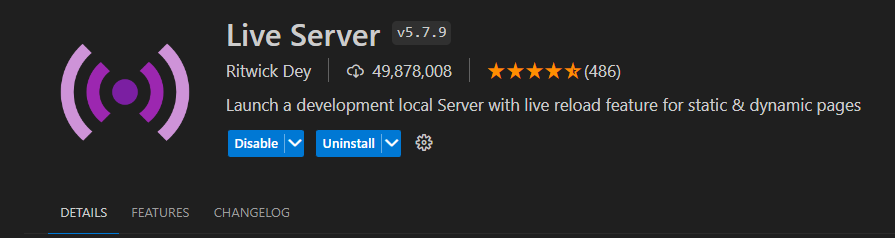 Live Server v5.7.9
Ritwick Dey 49,878,008 (486)
Launch a development local Server with live reload feature for static & dynamic pages
Disable Uninstall
DETAILS FEATURES CHANGELOG